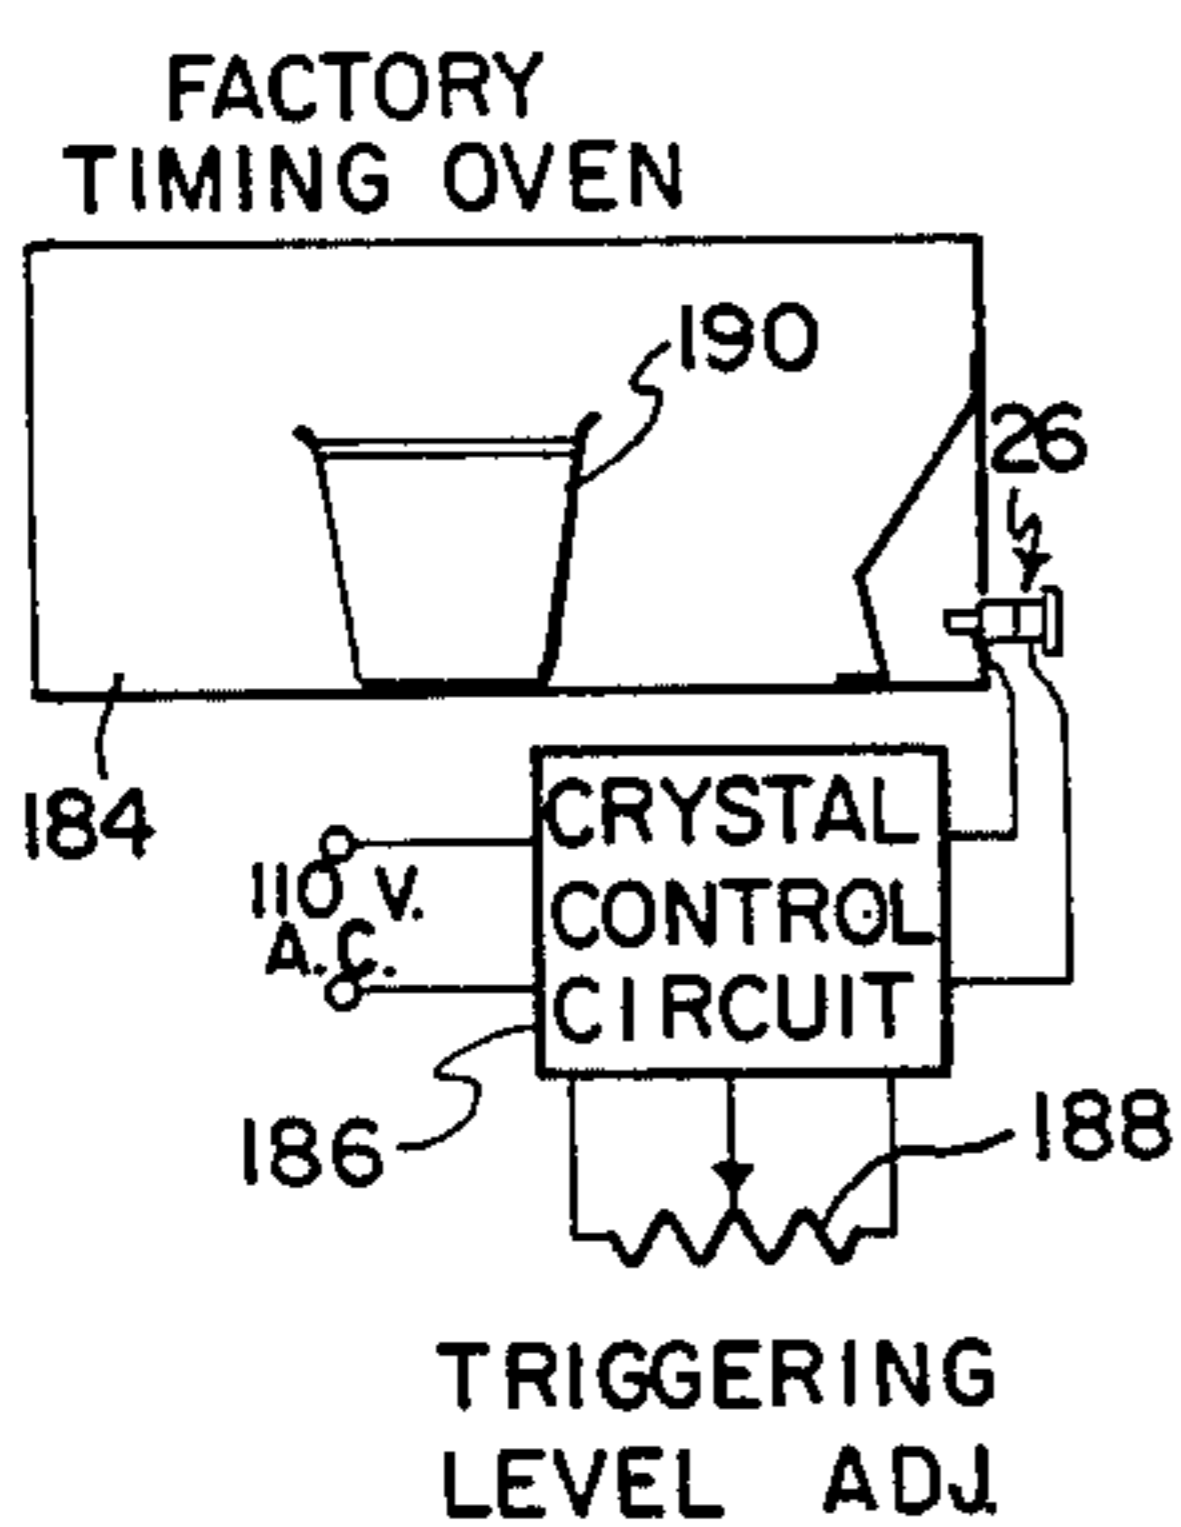 FACTORY
TIMING OVEN
190
26
184
110 V.
A.C.
CRYSTAL
CONTROL
CIRCUIT
186
188
TRIGGERING
LEVEL ADJ.